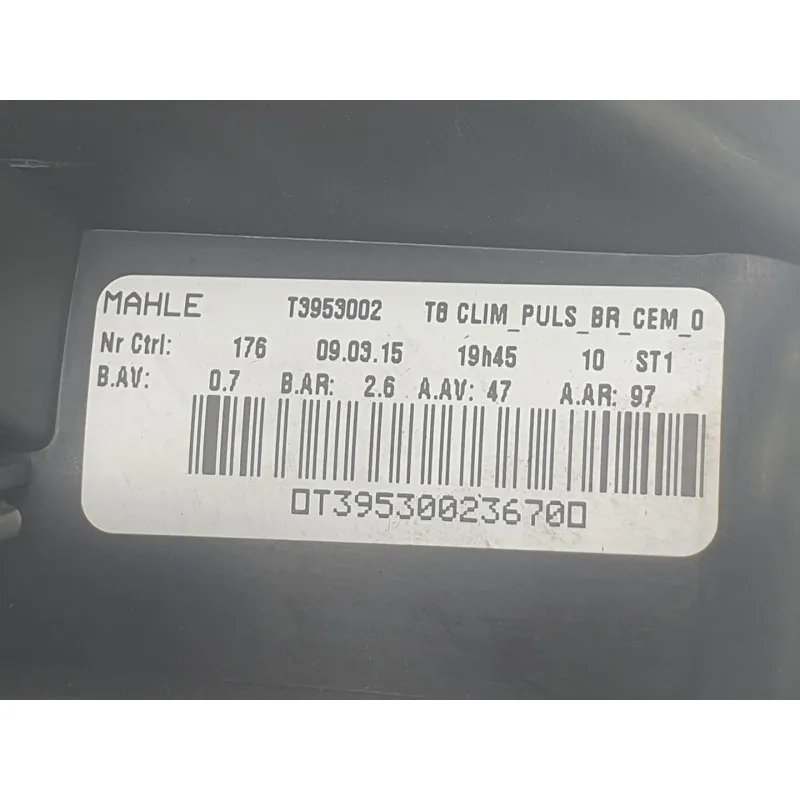 MAHLE T3953002 T8 CLIM_PULS_BR_CEM_0
Nr Ctrl: 176 09.03.15 19h45 10 ST1
B.AV: 0.7 B.AR: 2.6 A.AV: 47 A.AR: 97
▯T39530023670▯